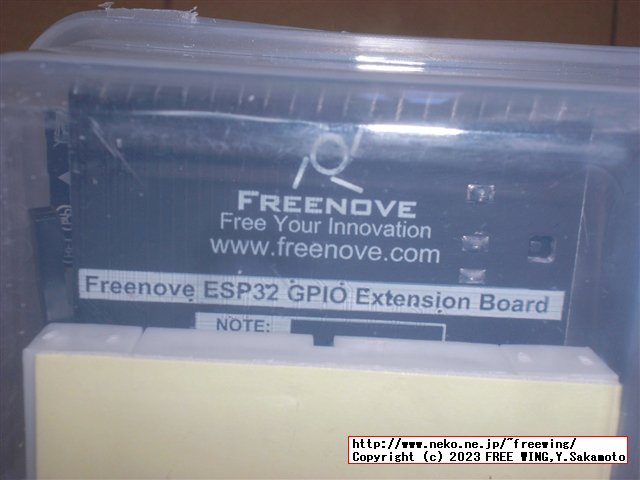 FREENOVE
Free Your Innovation
www.freenove.com
Freenove ESP32 GPIO Extension Board
NOTE:
http://www.neko.ne.jp/~freewing/
Copyright (c) 2023 FREE WING,Y.Sakamoto